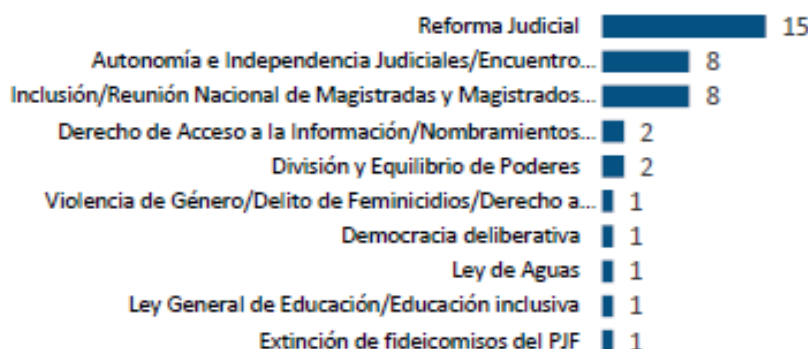 Reforma Judicial 15
Autonomía e Independencia Judiciales/Encuentro... 8
Inclusión/Reunión Nacional de Magistradas y Magistrados... 8
Derecho de Acceso a la Información/Nombramientos... 2
División y Equilibrio de Poderes 2
Violencia de Género/Delito de Feminicidios/Derecho a... 1
Democracia deliberativa 1
Ley de Aguas 1
Ley General de Educación/Educación inclusiva 1
Extinción de fideicomisos del PJF 1